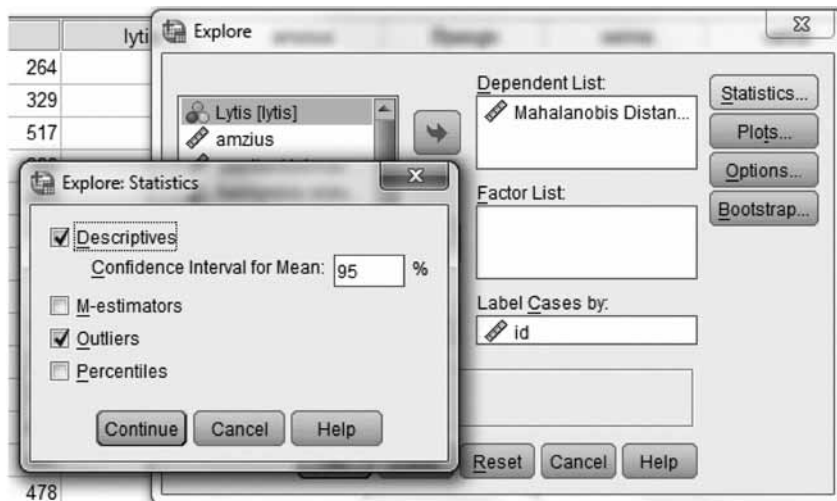 lyti
264
329
517
478
Explore
Lytis [lytis]
amzius
Dependent List:
Mahalanobis Distan...
Factor List:
Label Cases by:
id
Statistics...
Plots...
Options...
Bootstrap...
Reset
Cancel
Help
Explore: Statistics
Descriptives
Confidence Interval for Mean: 95 %
M-estimators
Outliers
Percentiles
Continue
Cancel
Help